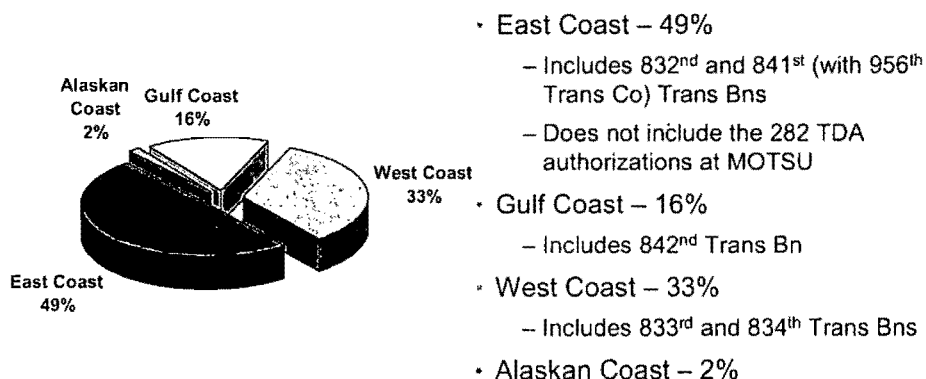 Alaskan
Coast
2%
Gulf Coast
16%
West Coast
33%
East Coast
49%
· East Coast – 49%
– Includes 832nd and 841st (with 956th
Trans Co) Trans Bns
– Does not include the 282 TDA
authorizations at MOTSU
· Gulf Coast – 16%
– Includes 842nd Trans Bn
· West Coast – 33%
– Includes 833rd and 834th Trans Bns
· Alaskan Coast – 2%